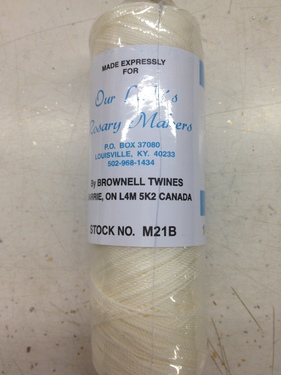 MADE EXPRESSLY
FOR
Our
Rosary Makers
P.O. BOX 37080
LOUISVILLE, KY. 40233
502-968-1434
By BROWNELL TWINES
BARRIE, ON L4M 5K2 CANADA
STOCK NO. M21B